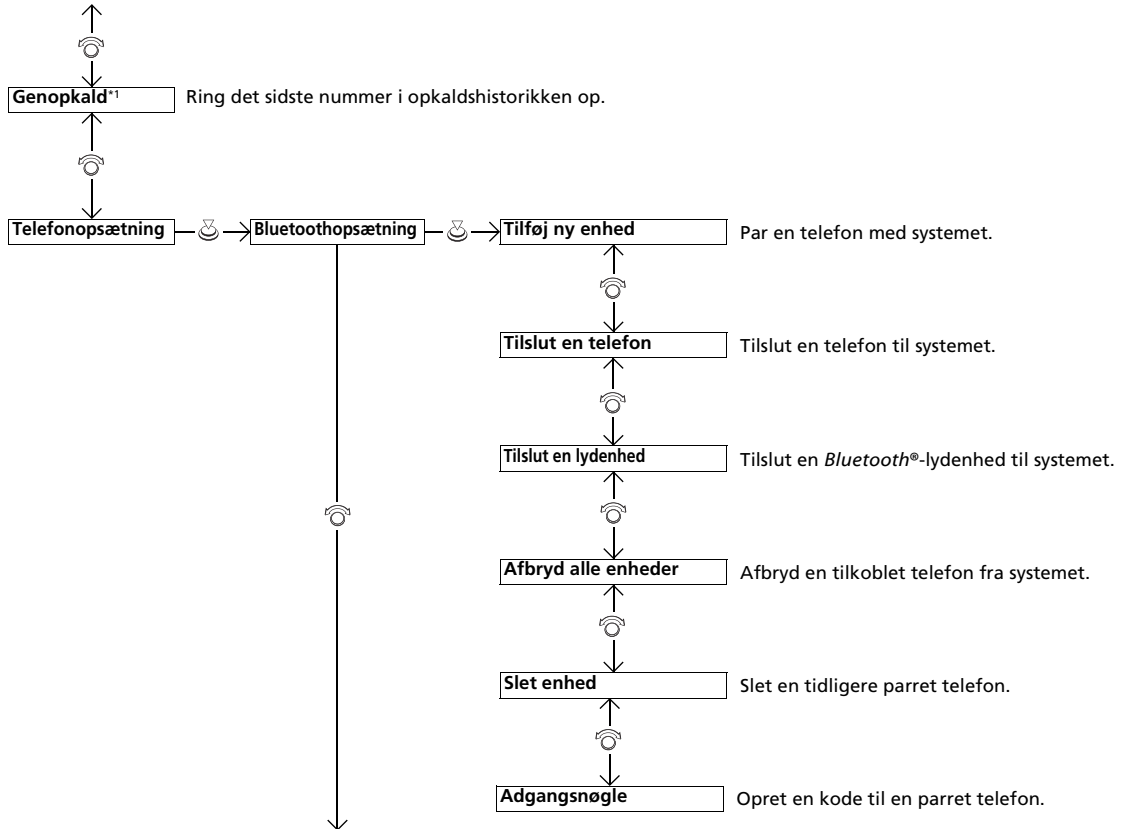 Genopkald*1 Ring det sidste nummer i opkaldshistorikken op.
Telefonopsætning Bluetoothopsætning Tilføj ny enhed Par en telefon med systemet.
Tilslut en telefon Tilslut en telefon til systemet.
Tilslut en lydenhed Tilslut en Bluetooth®-lydenhed til systemet.
Afbryd alle enheder Afbryd en tilkoblet telefon fra systemet.
Slet enhed Slet en tidligere parret telefon.
Adgangsnøgle Opret en kode til en parret telefon.